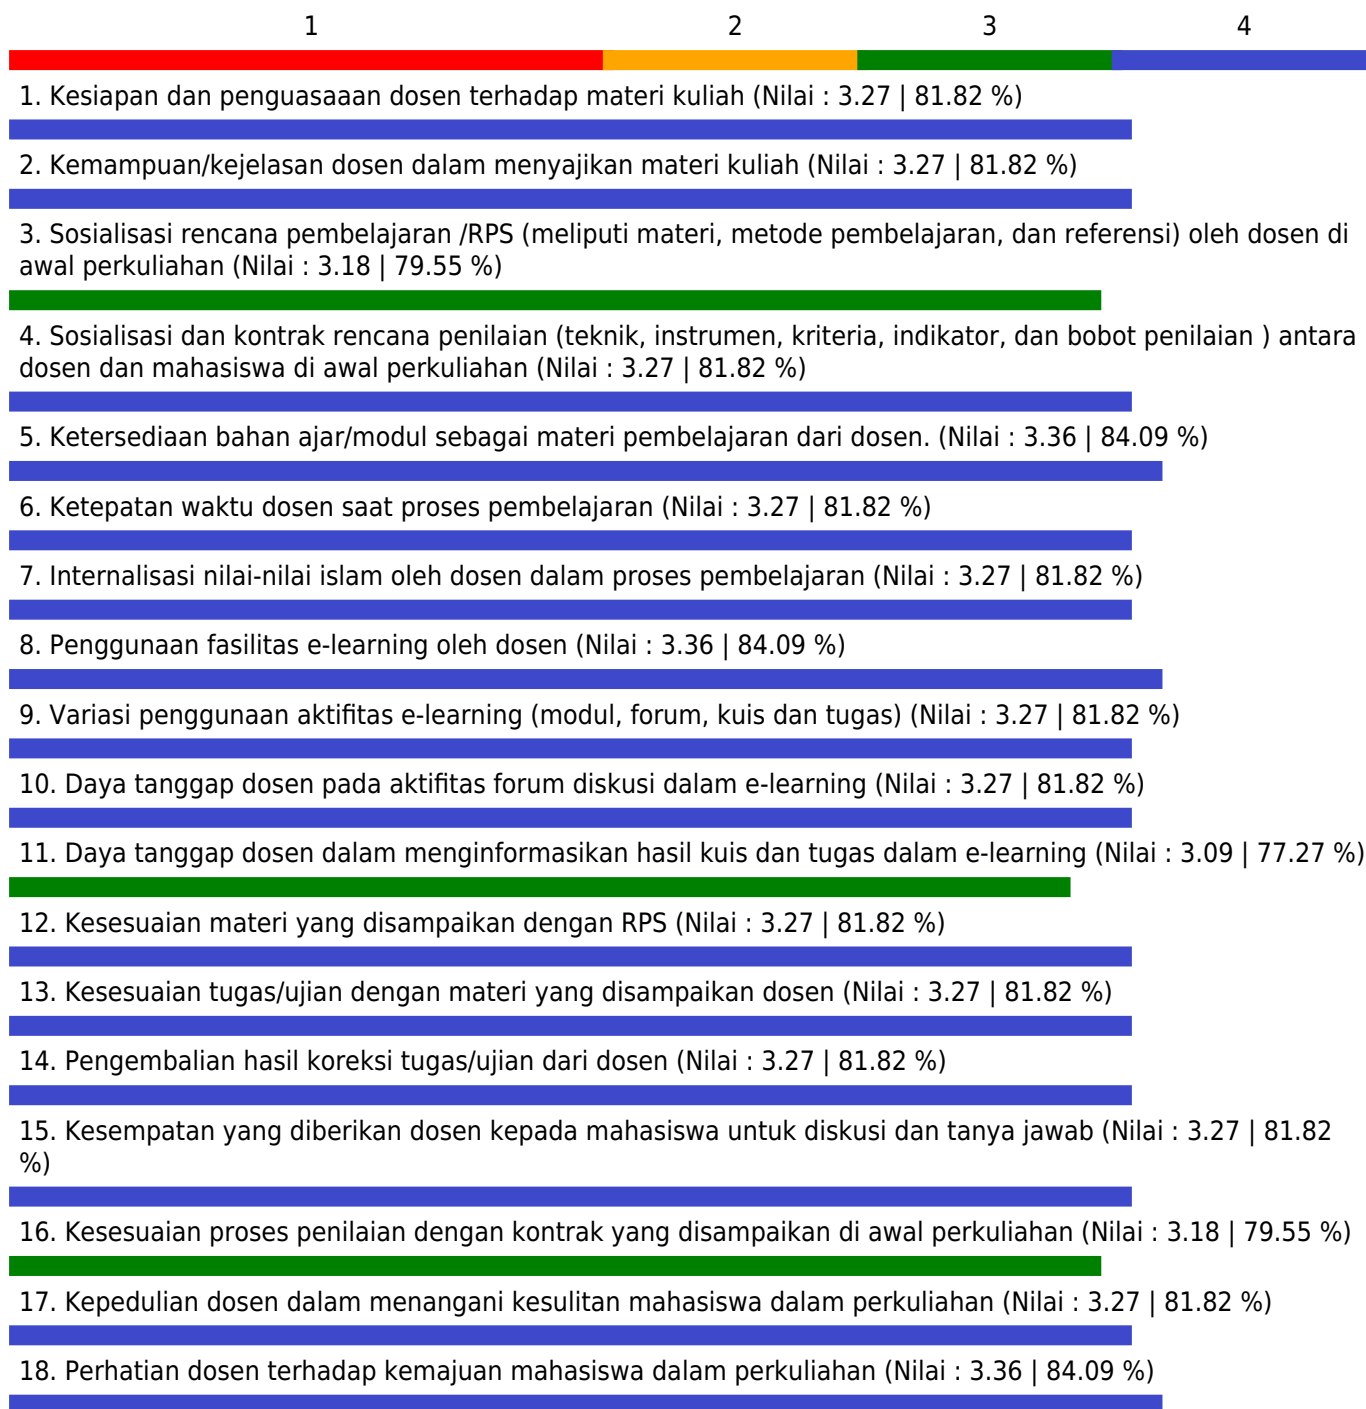 1 2 3 4
1. Kesiapan dan penguasaaan dosen terhadap materi kuliah (Nilai : 3.27 | 81.82 %)
2. Kemampuan/kejelasan dosen dalam menyajikan materi kuliah (Nilai : 3.27 | 81.82 %)
3. Sosialisasi rencana pembelajaran /RPS (meliputi materi, metode pembelajaran, dan referensi) oleh dosen di
awal perkuliahan (Nilai : 3.18 | 79.55 %)
4. Sosialisasi dan kontrak rencana penilaian (teknik, instrumen, kriteria, indikator, dan bobot penilaian ) antara
dosen dan mahasiswa di awal perkuliahan (Nilai : 3.27 | 81.82 %)
5. Ketersediaan bahan ajar/modul sebagai materi pembelajaran dari dosen. (Nilai : 3.36 | 84.09 %)
6. Ketepatan waktu dosen saat proses pembelajaran (Nilai : 3.27 | 81.82 %)
7. Internalisasi nilai-nilai islam oleh dosen dalam proses pembelajaran (Nilai : 3.27 | 81.82 %)
8. Penggunaan fasilitas e-learning oleh dosen (Nilai : 3.36 | 84.09 %)
9. Variasi penggunaan aktifitas e-learning (modul, forum, kuis dan tugas) (Nilai : 3.27 | 81.82 %)
10. Daya tanggap dosen pada aktifitas forum diskusi dalam e-learning (Nilai : 3.27 | 81.82 %)
11. Daya tanggap dosen dalam menginformasikan hasil kuis dan tugas dalam e-learning (Nilai : 3.09 | 77.27 %)
12. Kesesuaian materi yang disampaikan dengan RPS (Nilai : 3.27 | 81.82 %)
13. Kesesuaian tugas/ujian dengan materi yang disampaikan dosen (Nilai : 3.27 | 81.82 %)
14. Pengembalian hasil koreksi tugas/ujian dari dosen (Nilai : 3.27 | 81.82 %)
15. Kesempatan yang diberikan dosen kepada mahasiswa untuk diskusi dan tanya jawab (Nilai : 3.27 | 81.82
%)
16. Kesesuaian proses penilaian dengan kontrak yang disampaikan di awal perkuliahan (Nilai : 3.18 | 79.55 %)
17. Kepedulian dosen dalam menangani kesulitan mahasiswa dalam perkuliahan (Nilai : 3.27 | 81.82 %)
18. Perhatian dosen terhadap kemajuan mahasiswa dalam perkuliahan (Nilai : 3.36 | 84.09 %)